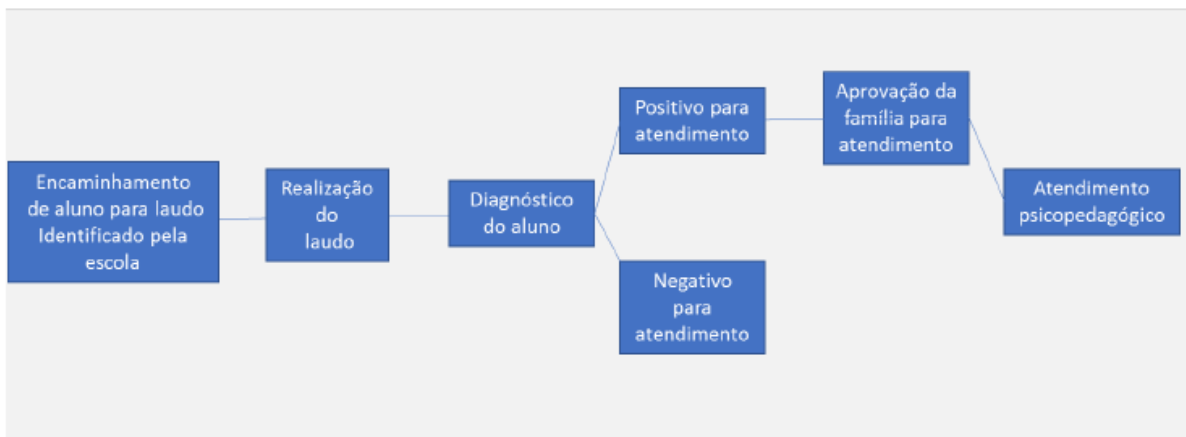 Encaminhamento
de aluno para laudo
Identificado pela
escola
Realização
do
laudo
Diagnóstico
do aluno
Positivo para
atendimento
Negativo
para
atendimento
Aprovação da
família para
atendimento
Atendimento
psicopedagógico